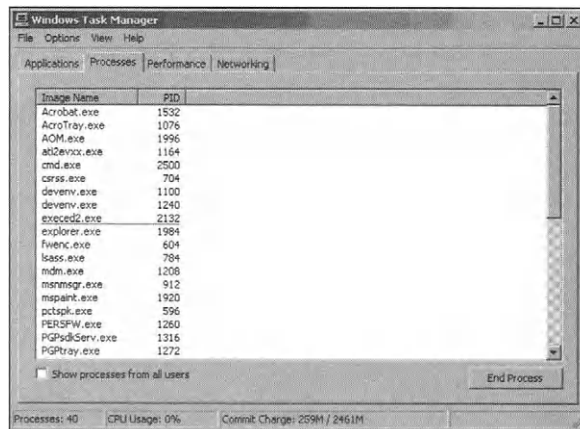 Windows Task Manager
File Options View Help
Applications Processes Performance Networking
Image Name PID
Acrobat.exe 1532
AcroTray.exe 1076
AOM.exe 1996
ati2evxx.exe 1164
cmd.exe 2500
csrss.exe 704
devenv.exe 1100
devenv.exe 1240
execed2.exe 2132
explorer.exe 1984
fwenc.exe 604
lsass.exe 784
mdm.exe 1208
msnmsgr.exe 912
mspaint.exe 1920
pctspk.exe 596
PERSFW.exe 1260
PGPsdkServ.exe 1316
PGPtray.exe 1272
Show processes from all users
End Process
Processes: 40 CPU Usage: 0% Commit Charge: 259M / 2461M